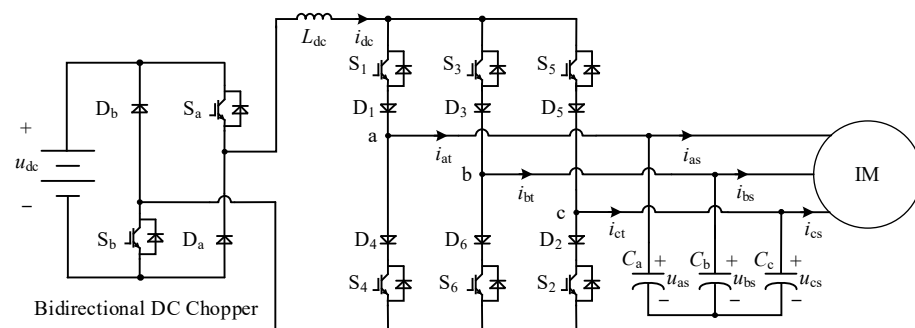 L_dc
i_dc
S_1
S_3
S_5
D_b
S_a
D_1
D_3
D_5
+
u_dc
−
a
i_at
i_as
b
i_bt
i_bs
IM
c
i_ct
i_cs
S_b
D_a
D_4
D_6
D_2
C_a
+
u_as
−
C_b
+
u_bs
−
C_c
+
u_cs
−
S_4
S_6
S_2
Bidirectional DC Chopper